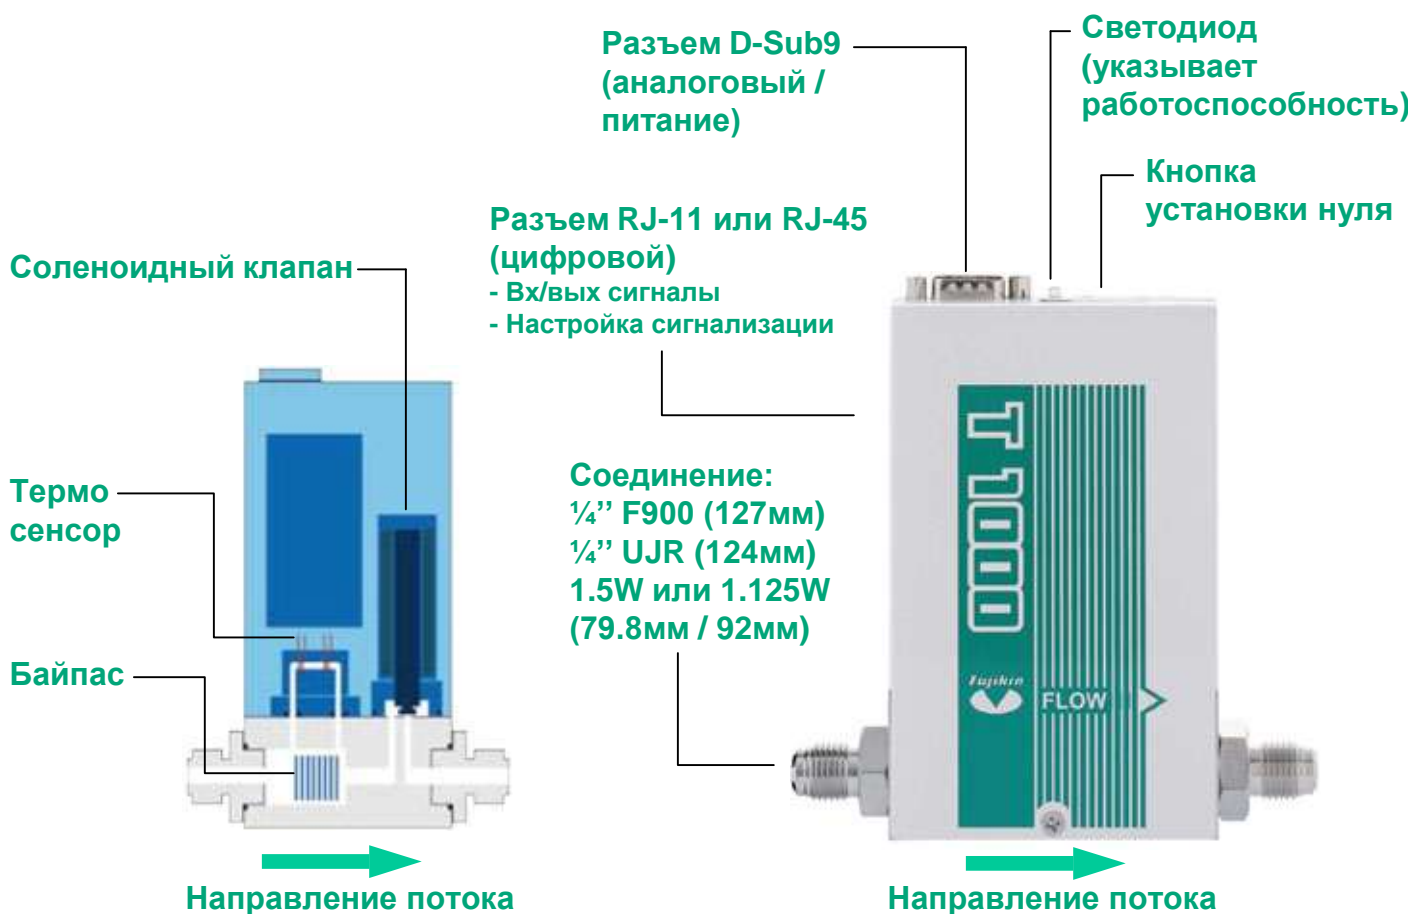 Разъем D-Sub9
(аналоговый /
питание)
Светодиод
(указывает
работоспособность)
Кнопка
установки нуля
Разъем RJ-11 или RJ-45
(цифровой)
- Вх/вых сигналы
- Настройка сигнализации
Соленоидный клапан
Термо
сенсор
Байпас
Соединение:
¼’’ F900 (127мм)
¼’’ UJR (124мм)
1.5W или 1.125W
(79.8мм / 92мм)
T 1000
Fujikin
FLOW
Направление потока
Направление потока